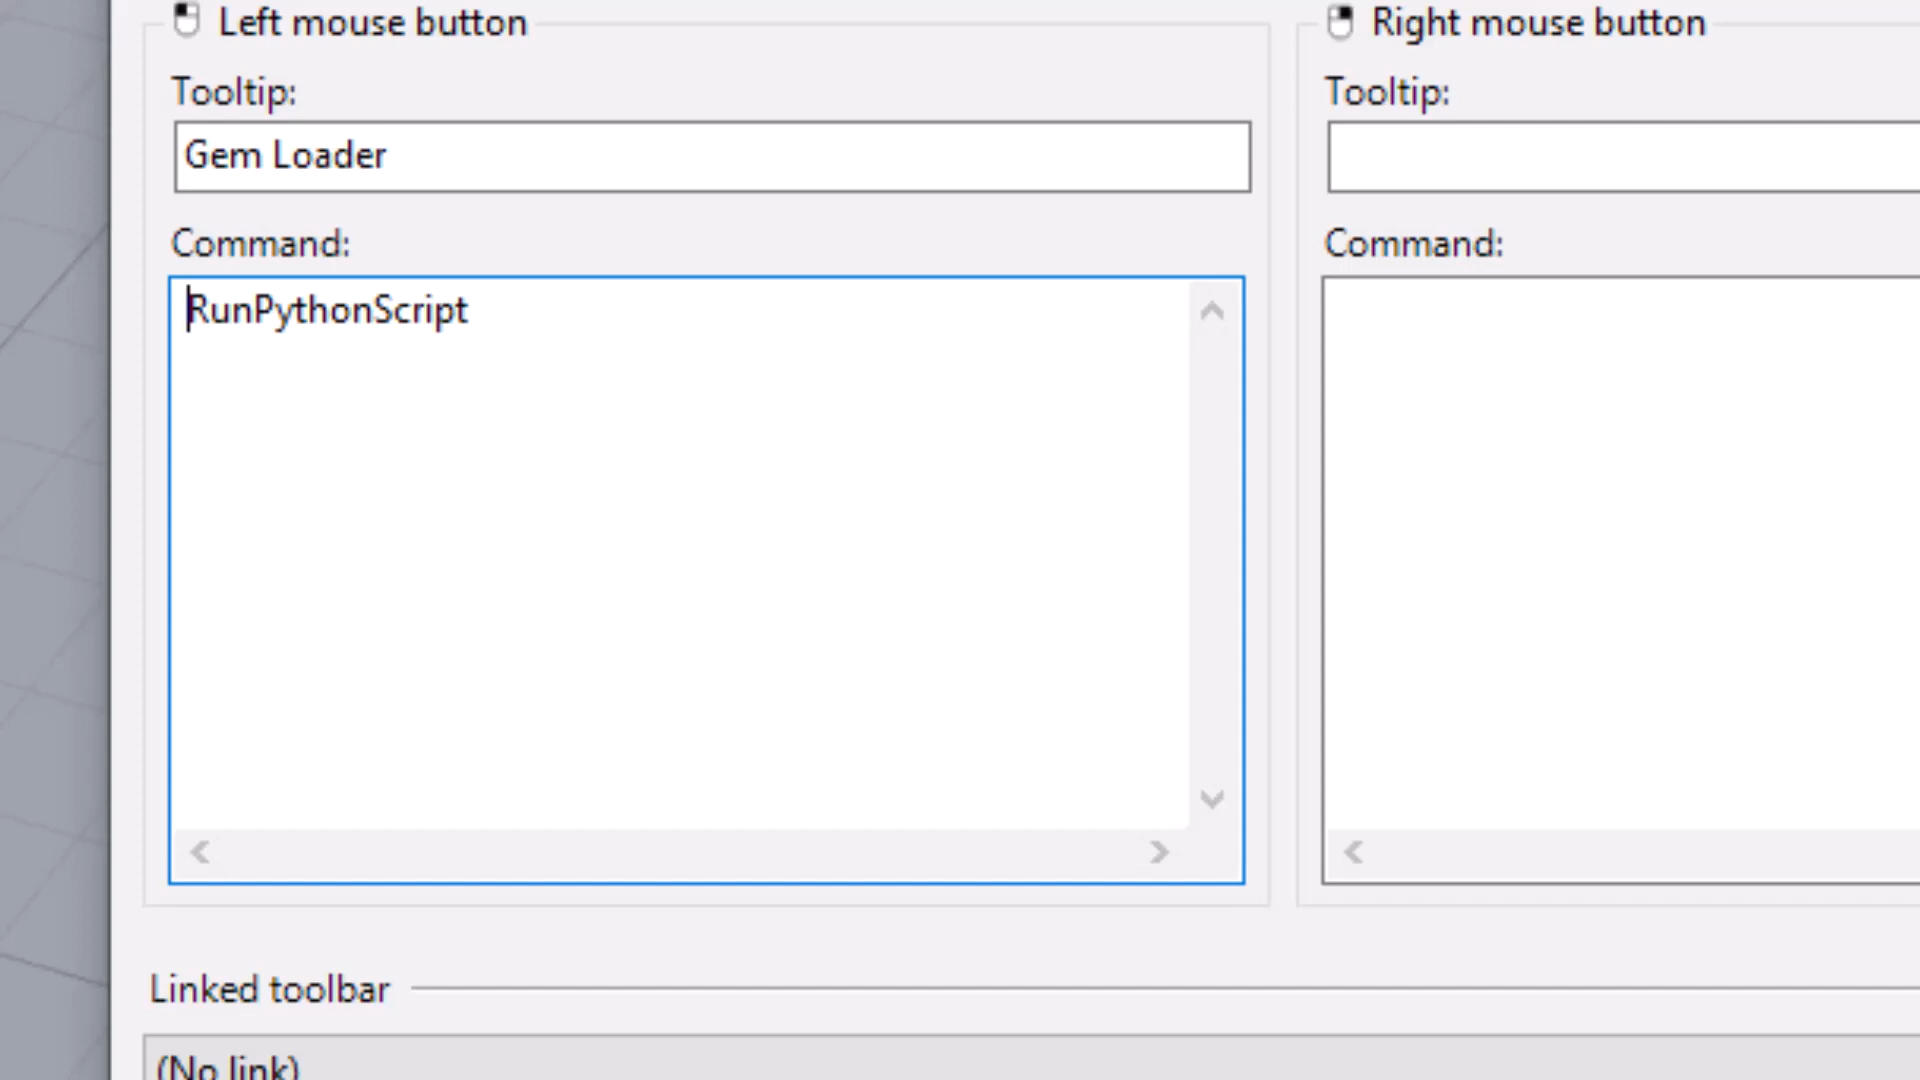 Left mouse button
Right mouse button
Tooltip:
Tooltip:
Gem Loader
Command:
Command:
RunPythonScript
Linked toolbar
(No link)